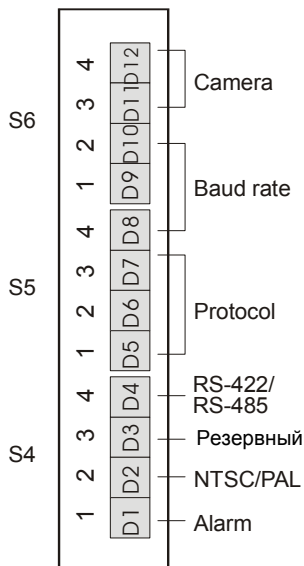 4 D12
3 D11
Camera
S6
2 D10
1 D9
Baud rate
4 D8
3 D7
S5
2 D6
Protocol
1 D5
4 D4
RS-422/
RS-485
3 D3
Резервный
S4
2 D2
NTSC/PAL
1 D1
Alarm